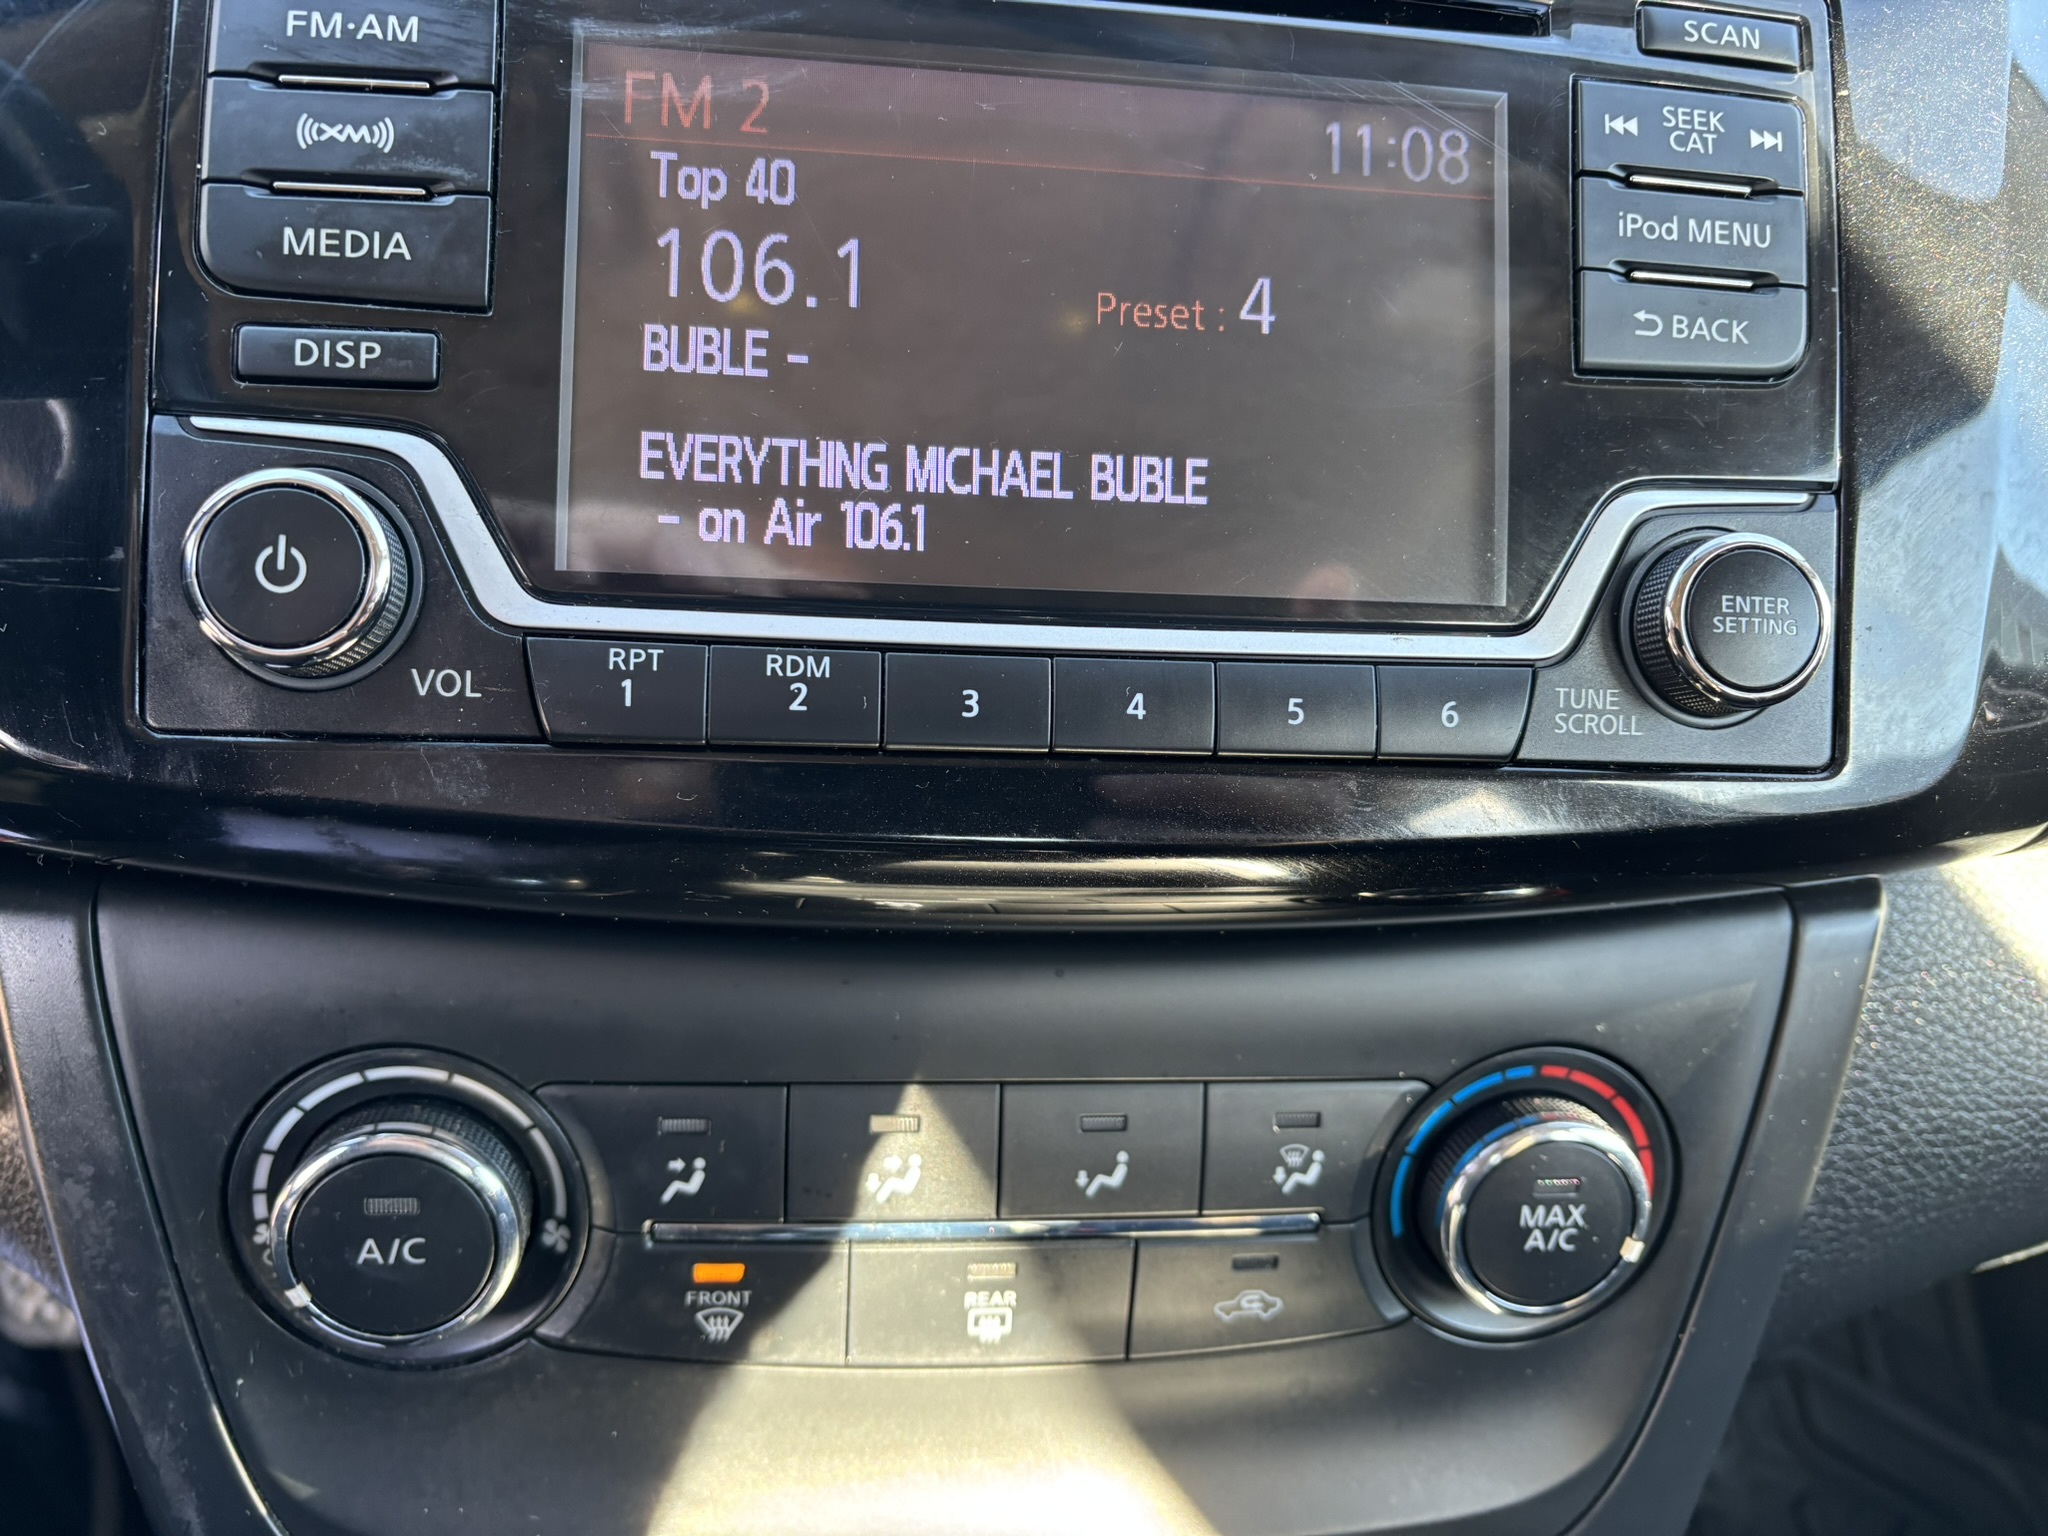 FM·AM
XM
MEDIA
DISP
VOL
FM 2
11:08
Top 40
106.1
Preset : 4
BUBLE -
EVERYTHING MICHAEL BUBLE
- on Air 106.1
SCAN
SEEK
CAT
iPod MENU
BACK
ENTER
SETTING
TUNE
SCROLL
RPT
1
RDM
2
3
4
5
6
A/C
FRONT
REAR
MAX
A/C